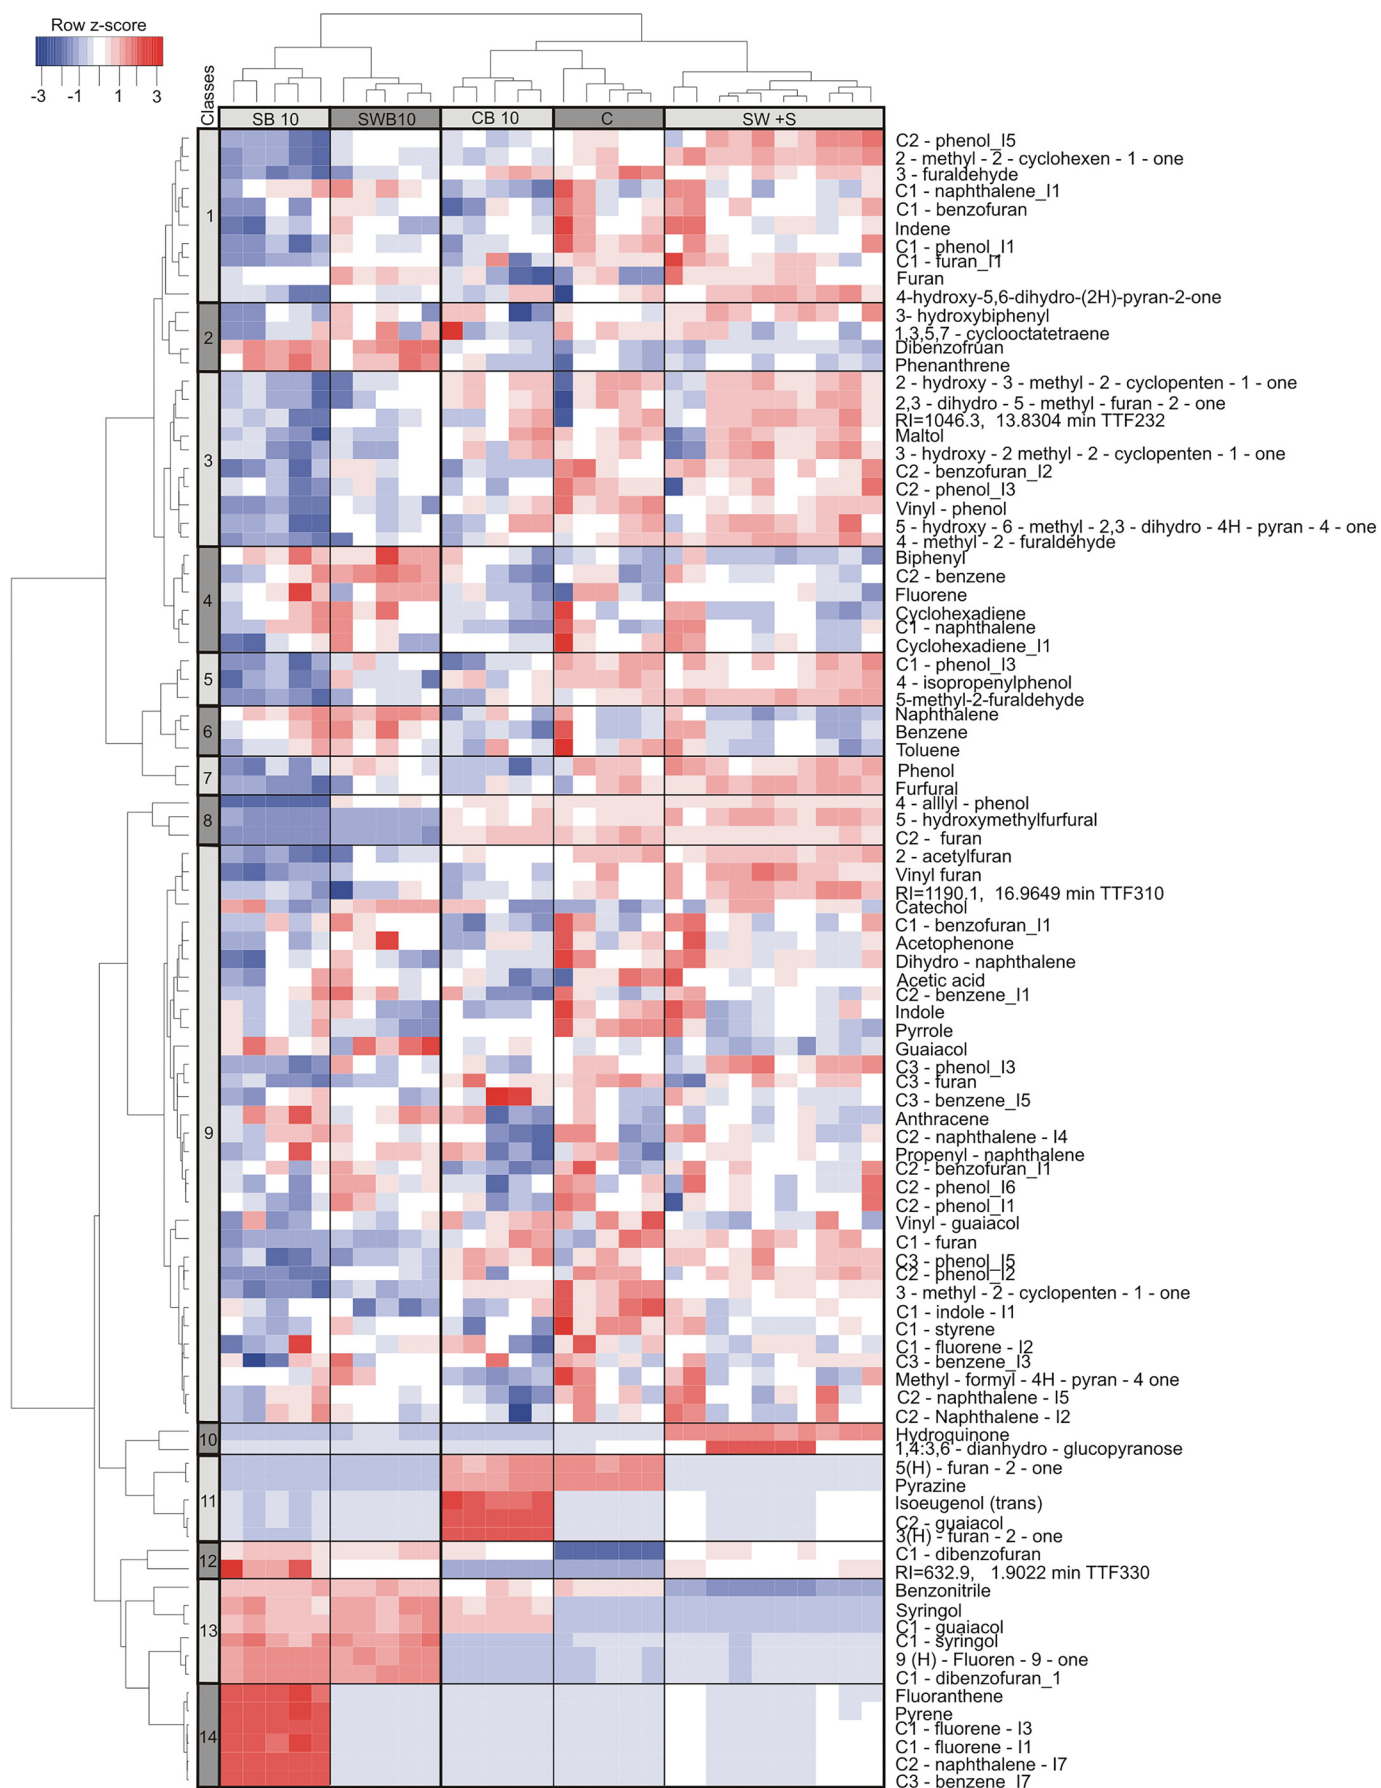 Row z-score
-3 -1 1 3
Classes
SB 10 SWB10 CB 10 C SW +S
1
C2 - phenol_I5
2 - methyl - 2 - cyclohexen - 1 - one
3 - furaldehyde
C1 - naphthalene_I1
C1 - benzofuran
Indene
C1 - phenol_I1
C1 - furan_I1
Furan
4-hydroxy-5,6-dihydro-(2H)-pyran-2-one
2
3- hydroxybiphenyl
1,3,5,7 - cyclooctatetraene
Dibenzofruan
Phenanthrene
3
2 - hydroxy - 3 - methyl - 2 - cyclopenten - 1 - one
2,3 - dihydro - 5 - methyl - furan - 2 - one
RI=1046.3, 13.8304 min TTF232
Maltol
3 - hydroxy - 2 methyl - 2 - cyclopenten - 1 - one
C2 - benzofuran_I2
C2 - phenol_I3
Vinyl - phenol
5 - hydroxy - 6 - methyl - 2,3 - dihydro - 4H - pyran - 4 - one
4 - methyl - 2 - furaldehyde
4
Biphenyl
C2 - benzene
Fluorene
Cyclohexadiene
C1 - naphthalene
Cyclohexadiene_I1
5
C1 - phenol_I3
4 - isopropenylphenol
5-methyl-2-furaldehyde
6
Naphthalene
Benzene
Toluene
7
Phenol
Furfural
8
4 - alllyl - phenol
5 - hydroxymethylfurfural
C2 - furan
9
2 - acetylfuran
Vinyl furan
RI=1190.1, 16.9649 min TTF310
Catechol
C1 - benzofuran_I1
Acetophenone
Dihydro - naphthalene
Acetic acid
C2 - benzene_I1
Indole
Pyrrole
Guaiacol
C3 - phenol_I3
C3 - furan
C3 - benzene_I5
Anthracene
C2 - naphthalene - I4
Propenyl - naphthalene
C2 - benzofuran_I1
C2 - phenol_I6
C2 - phenol_I1
Vinyl - guaiacol
C1 - furan
C3 - phenol_I5
C2 - phenol_I2
3 - methyl - 2 - cyclopenten - 1 - one
C1 - indole - I1
C1 - styrene
C1 - fluorene - I2
C3 - benzene_I3
Methyl - formyl - 4H - pyran - 4 one
C2 - naphthalene - I5
C2 - Naphthalene - I2
10
Hydroquinone
1,4:3,6 - dianhydro - glucopyranose
11
5(H) - furan - 2 - one
Pyrazine
Isoeugenol (trans)
C2 - guaiacol
3(H) - furan - 2 - one
12
C1 - dibenzofuran
RI=632.9, 1.9022 min TTF330
13
Benzonitrile
Syringol
C1 - guaiacol
C1 - syringol
9 (H) - Fluoren - 9 - one
C1 - dibenzofuran_1
14
Fluoranthene
Pyrene
C1 - fluorene - I3
C1 - fluorene - I1
C2 - naphthalene - I7
C3 - benzene_I7